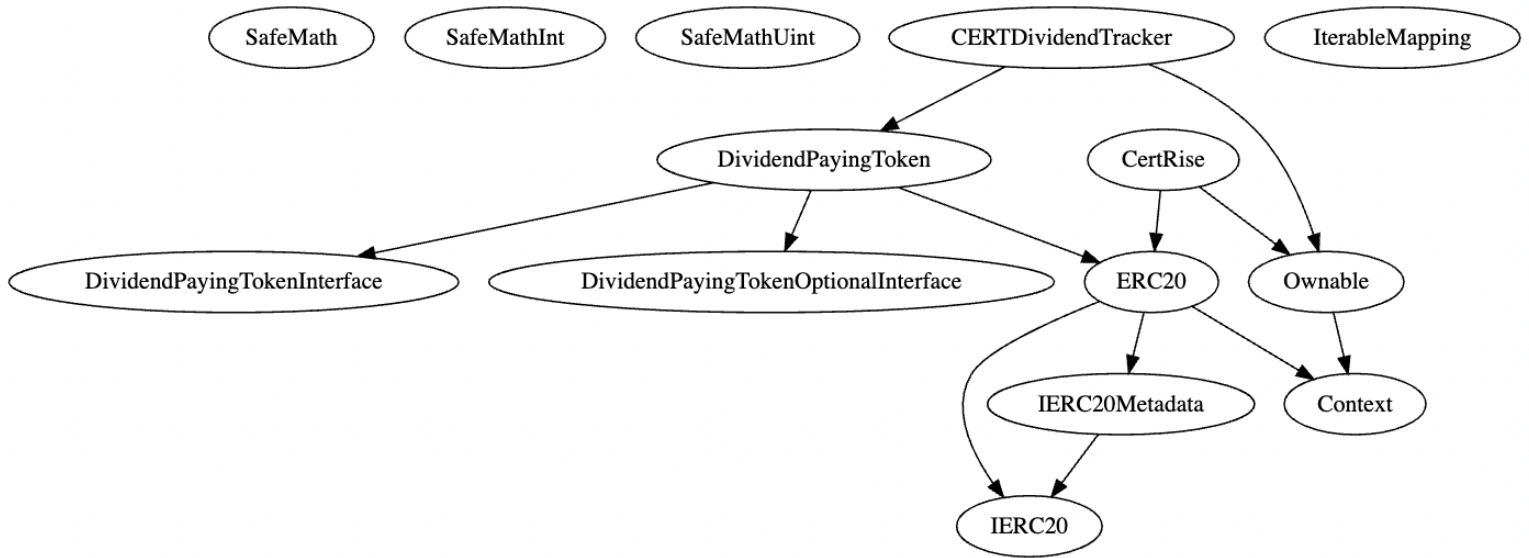 SafeMath
SafeMathInt
SafeMathUint
CERTDividendTracker
IterableMapping
DividendPayingToken
CertRise
DividendPayingTokenInterface
DividendPayingTokenOptionalInterface
ERC20
Ownable
IERC20Metadata
Context
IERC20